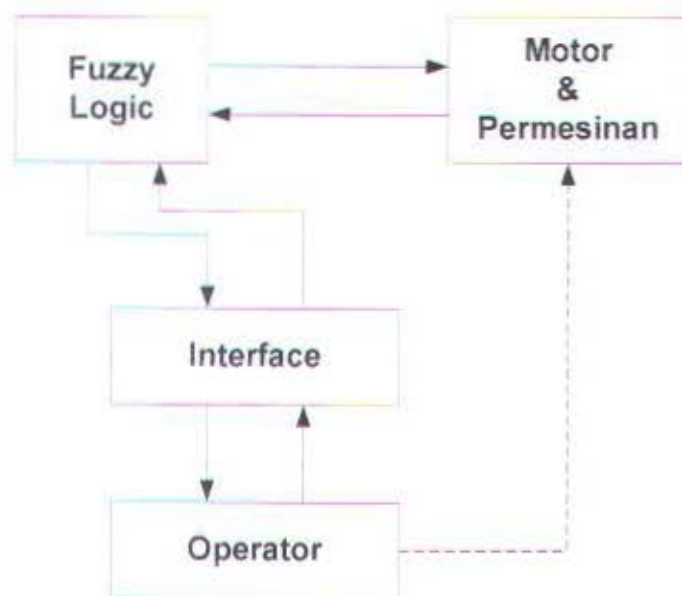 Fuzzy
Logic
Motor
&
Permesinan
Interface
Operator